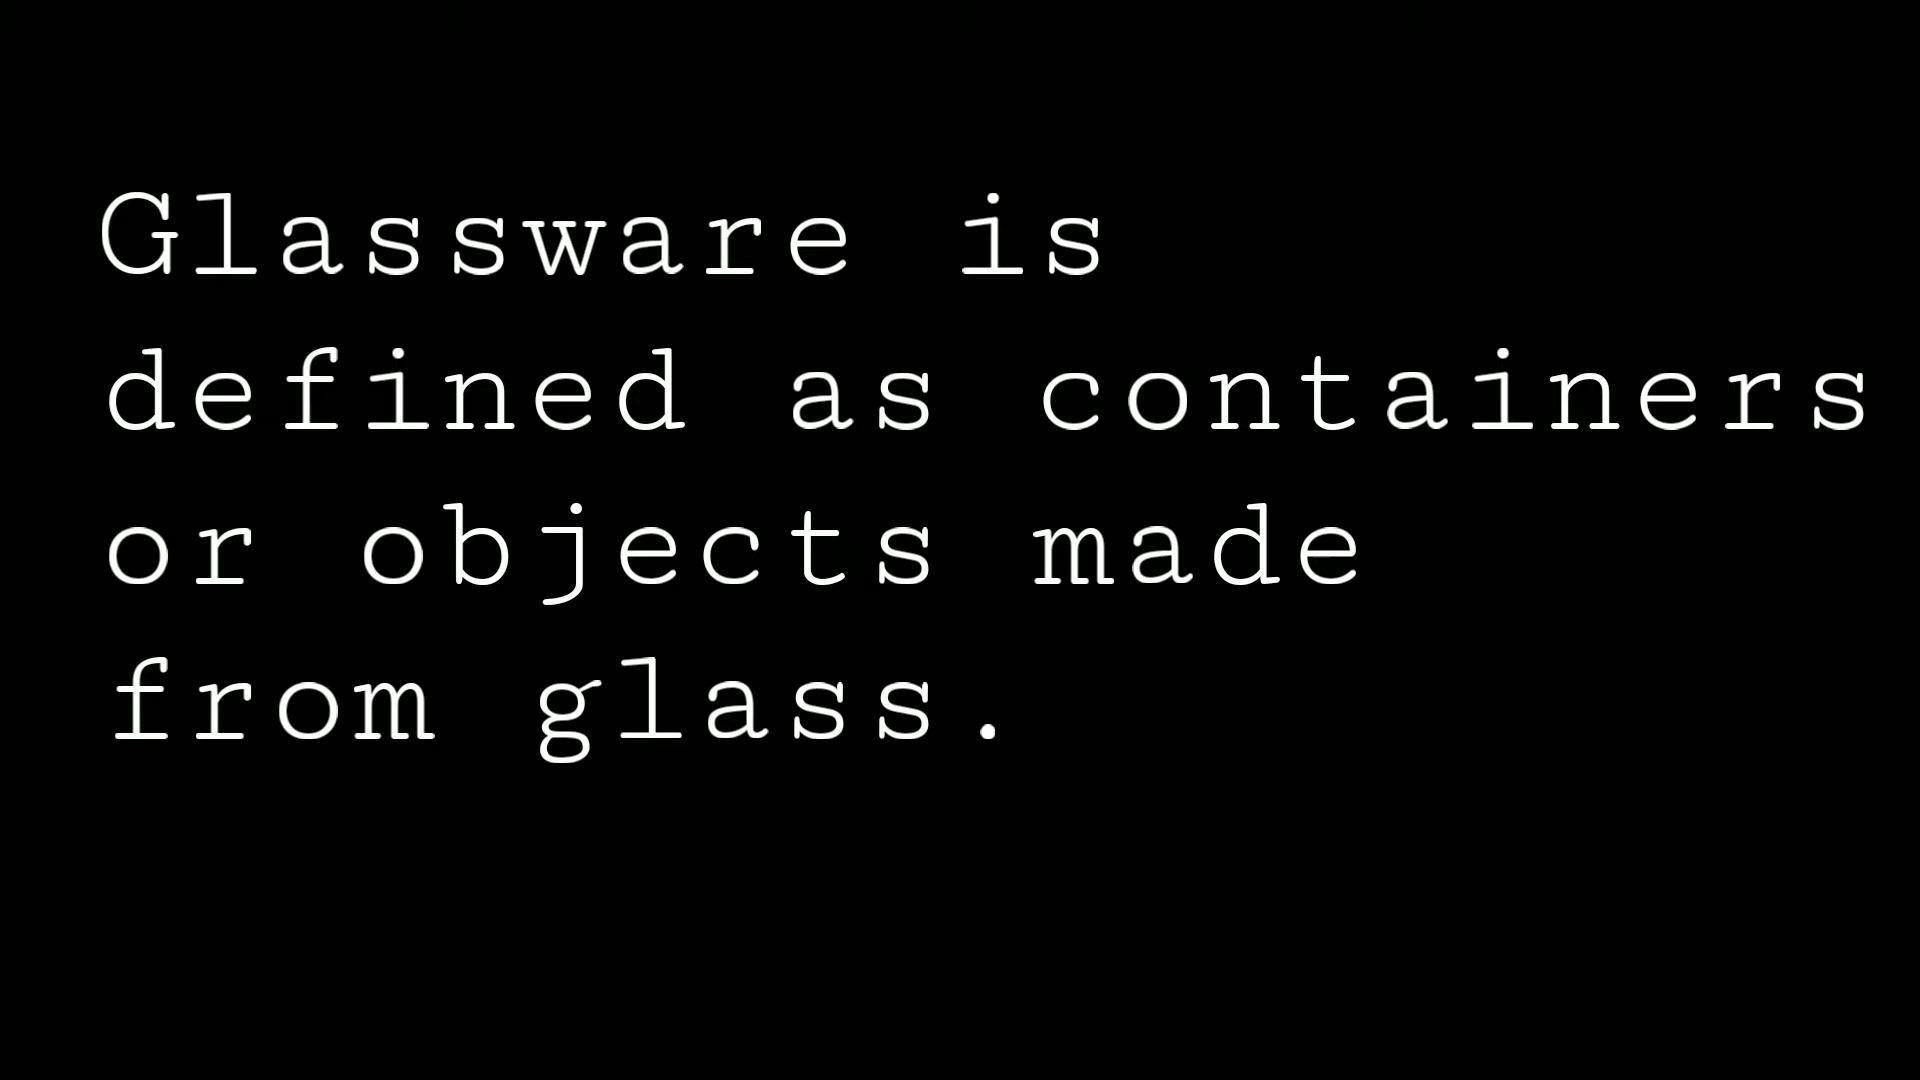 Glassware is
defined as containers
or objects made
from glass.